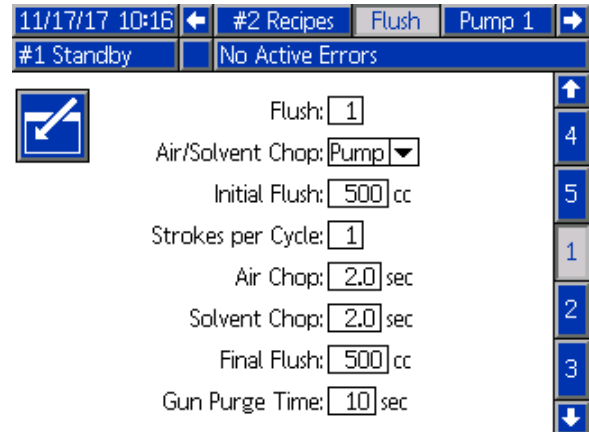 11/17/17 10:16 #2 Recipes Flush Pump 1
#1 Standby No Active Errors
Flush: 1
4
Air/Solvent Chop: Pump
Initial Flush: 500 cc
5
Strokes per Cycle: 1
1
Air Chop: 2.0 sec
Solvent Chop: 2.0 sec
2
Final Flush: 500 cc
3
Gun Purge Time: 10 sec